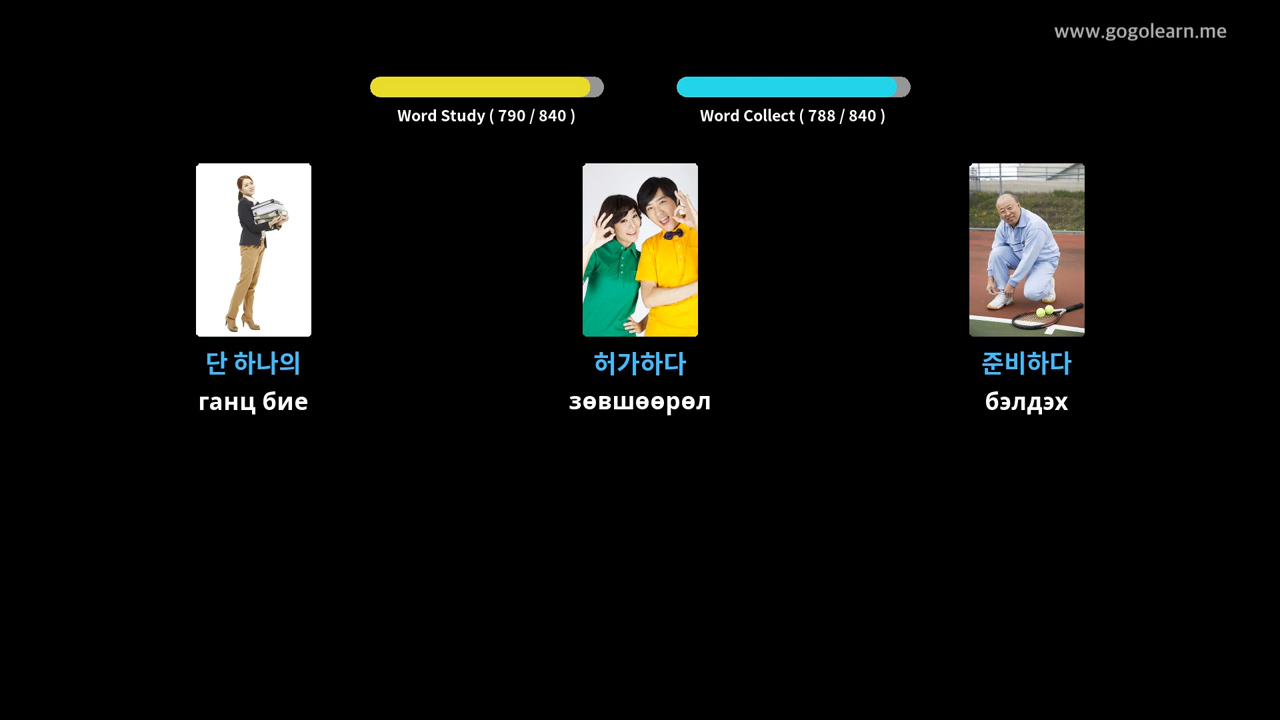 www.gogolearn.me
Word Study ( 790 / 840 )
Word Collect ( 788 / 840 )
단 하나의
허가하다
준비하다
ганц бие
зөвшөөрөл
бэлдэх